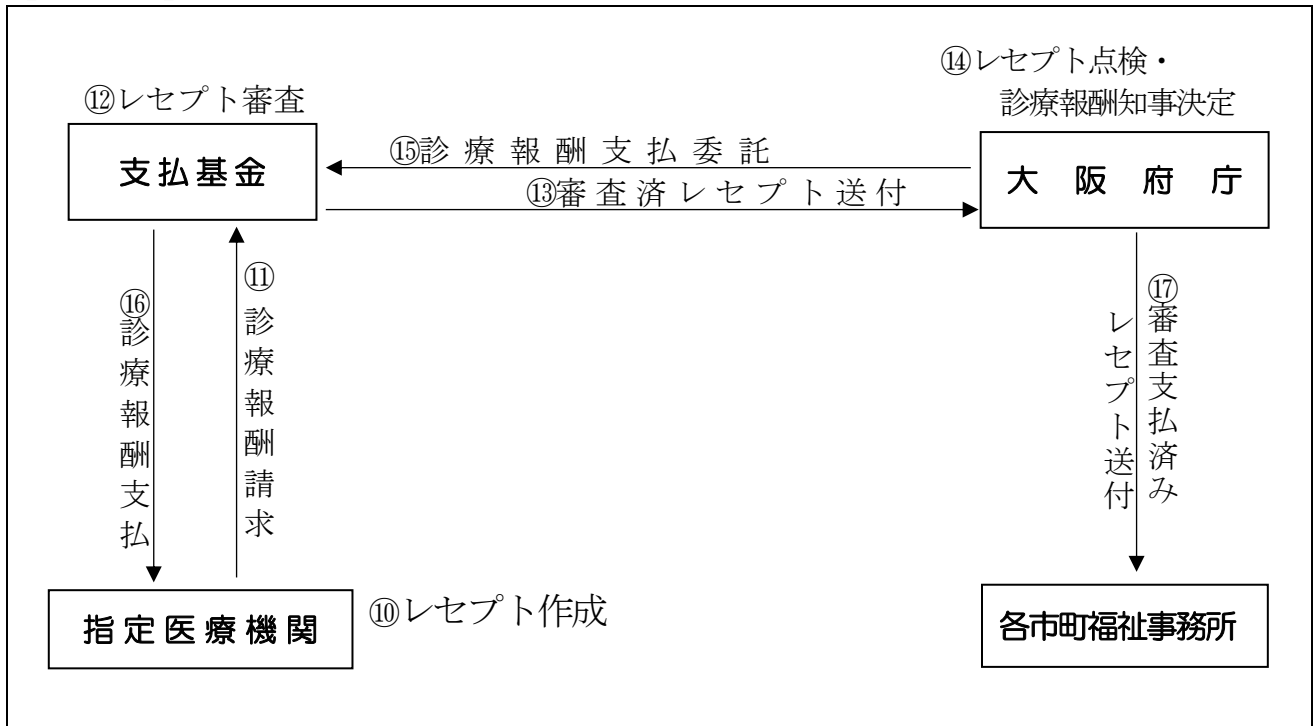 ⑭レセプト点検・
診療報酬知事決定
⑫レセプト審査
支払基金
⑮診療報酬支払委託
大阪府庁
⑬審査済レセプト送付
⑯診療報酬支払
⑪診療報酬請求
⑰審査支払済み
レセプト送付
指定医療機関
⑩レセプト作成
各市町福祉事務所